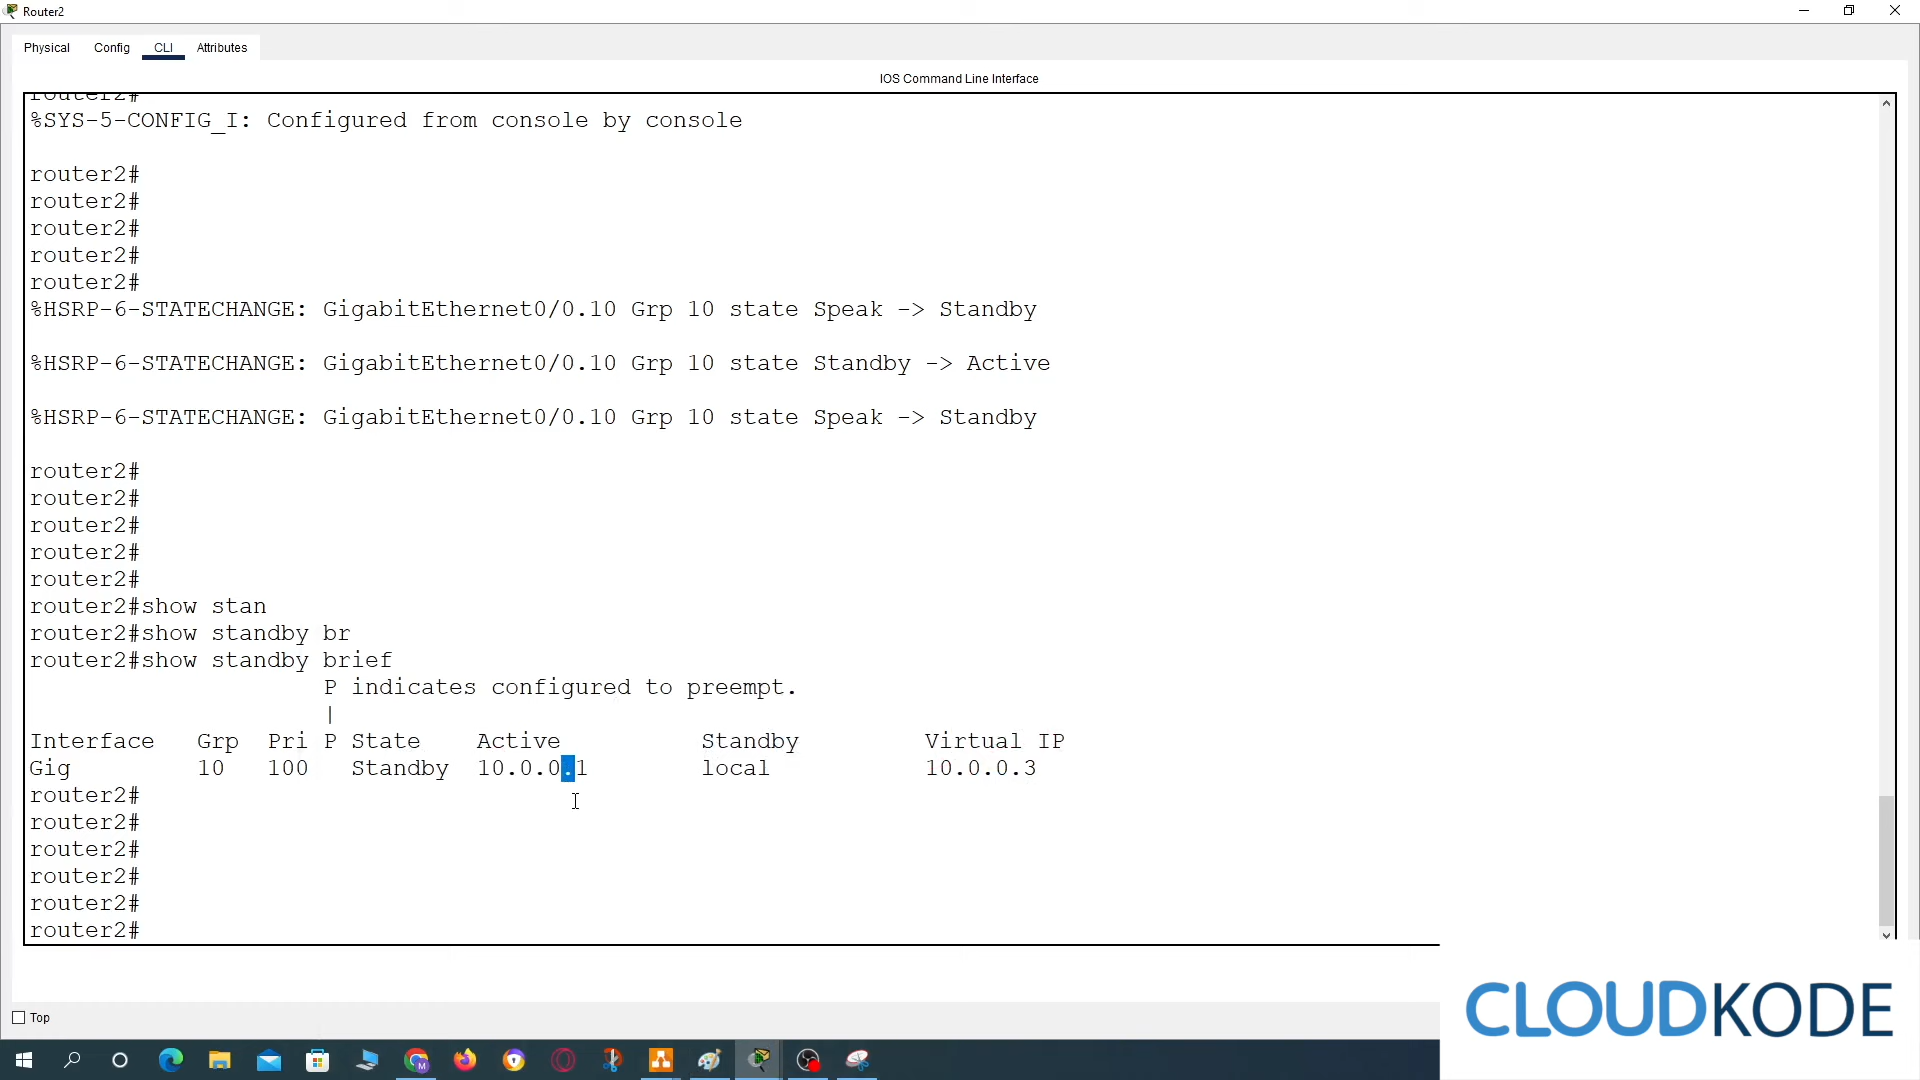 Router2
Physical Config CLI Attributes
IOS Command Line Interface
router2#
%SYS-5-CONFIG_I: Configured from console by console
router2#
router2#
router2#
router2#
router2#
%HSRP-6-STATECHANGE: GigabitEthernet0/0.10 Grp 10 state Speak -> Standby
%HSRP-6-STATECHANGE: GigabitEthernet0/0.10 Grp 10 state Standby -> Active
%HSRP-6-STATECHANGE: GigabitEthernet0/0.10 Grp 10 state Speak -> Standby
router2#
router2#
router2#
router2#
router2#
router2#show stan
router2#show standby br
router2#show standby brief
P indicates configured to preempt.
|
Interface Grp Pri P State Active Standby Virtual IP
Gig 10 100 Standby 10.0.0.1 local 10.0.0.3
router2#
router2#
router2#
router2#
router2#
router2#
Top
CLOUDKODE